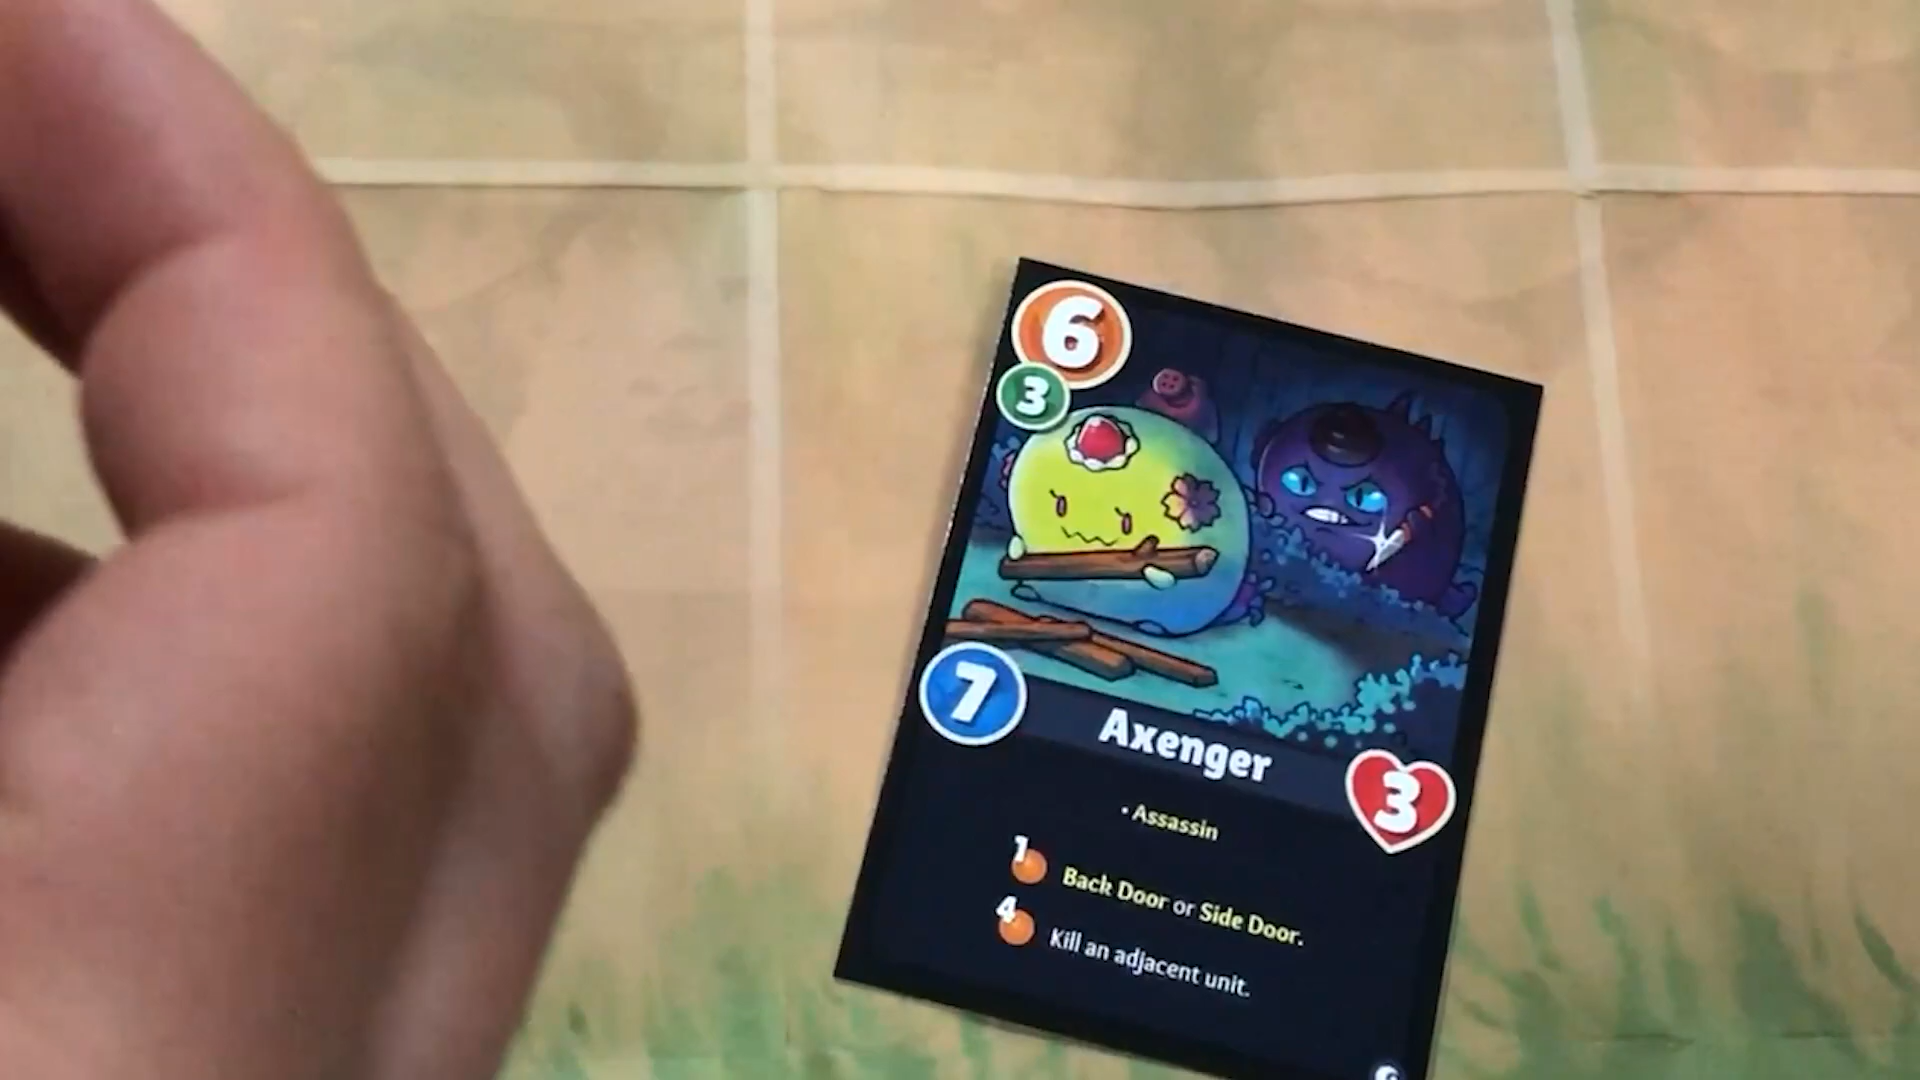 6
3
7
Axenger
3
• Assassin
1
Back Door or Side Door.
4
Kill an adjacent unit.